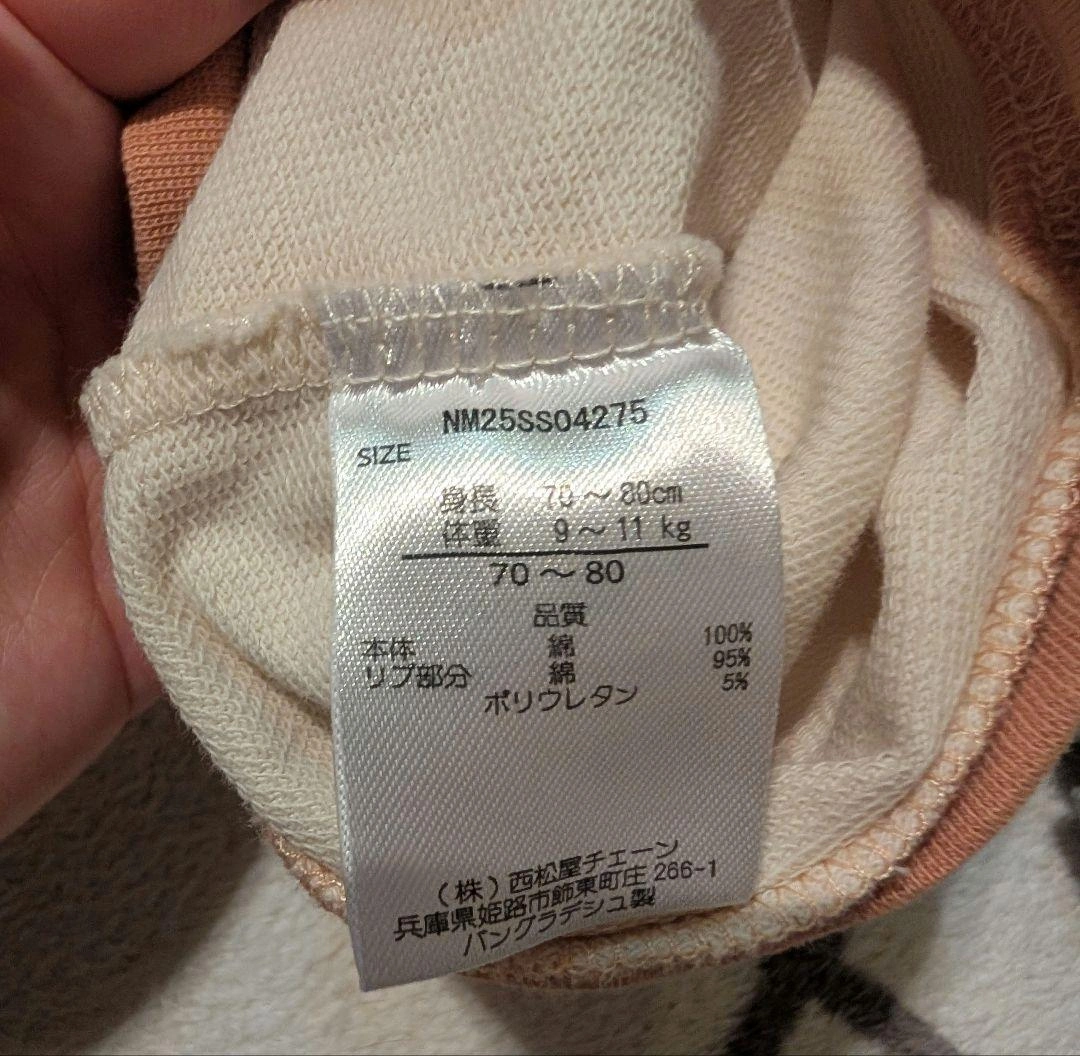 NM25SS04275
SIZE
身長 70～80cm
体重 9～11 kg
70～80
品質
本体 綿 100%
リブ部分 綿 95%
ポリウレタン 5%
（株）西松屋チェーン
兵庫県姫路市飾東町庄 266-1
バングラデシュ製